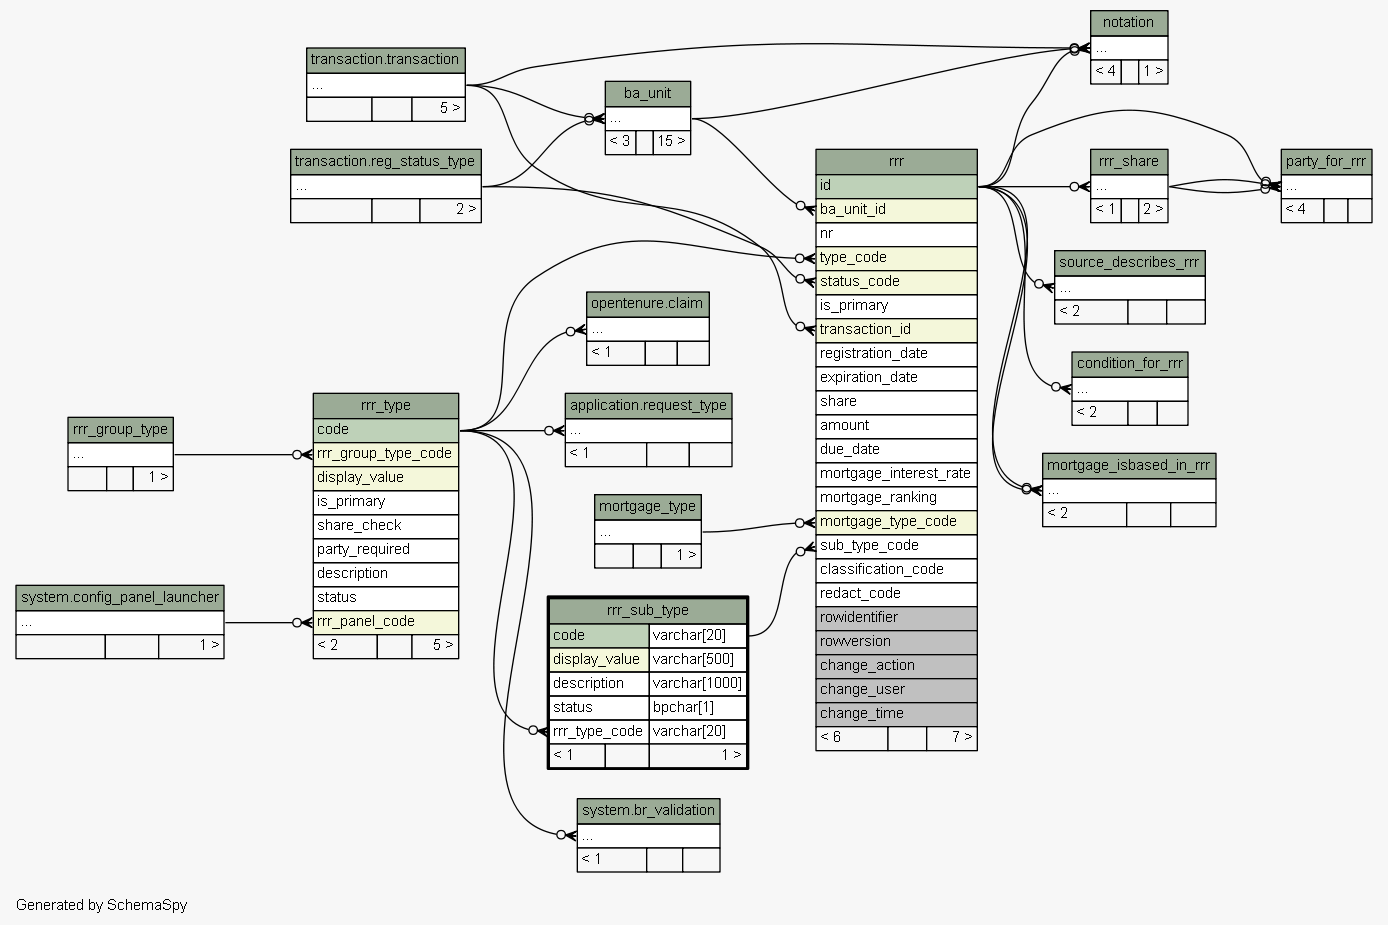 notation
...
< 4 1 >
transaction.transaction
...
5 >
ba_unit
...
< 3 15 >
transaction.reg_status_type
...
2 >
rrr
id
ba_unit_id
nr
type_code
status_code
is_primary
transaction_id
registration_date
expiration_date
share
amount
due_date
mortgage_interest_rate
mortgage_ranking
mortgage_type_code
sub_type_code
classification_code
redact_code
rowidentifier
rowversion
change_action
change_user
change_time
< 6 7 >
rrr_share
...
< 1 2 >
party_for_rrr
...
< 4
source_describes_rrr
...
< 2
condition_for_rrr
...
< 2
mortgage_isbased_in_rrr
...
< 2
opentenure.claim
...
< 1
application.request_type
...
< 1
mortgage_type
...
1 >
rrr_type
code
rrr_group_type_code
display_value
is_primary
share_check
party_required
description
status
rrr_panel_code
< 2 5 >
rrr_group_type
...
1 >
system.config_panel_launcher
...
1 >
rrr_sub_type
code varchar[20]
display_value varchar[500]
description varchar[1000]
status bpchar[1]
rrr_type_code varchar[20]
< 1 1 >
system.br_validation
...
< 1
Generated by SchemaSpy